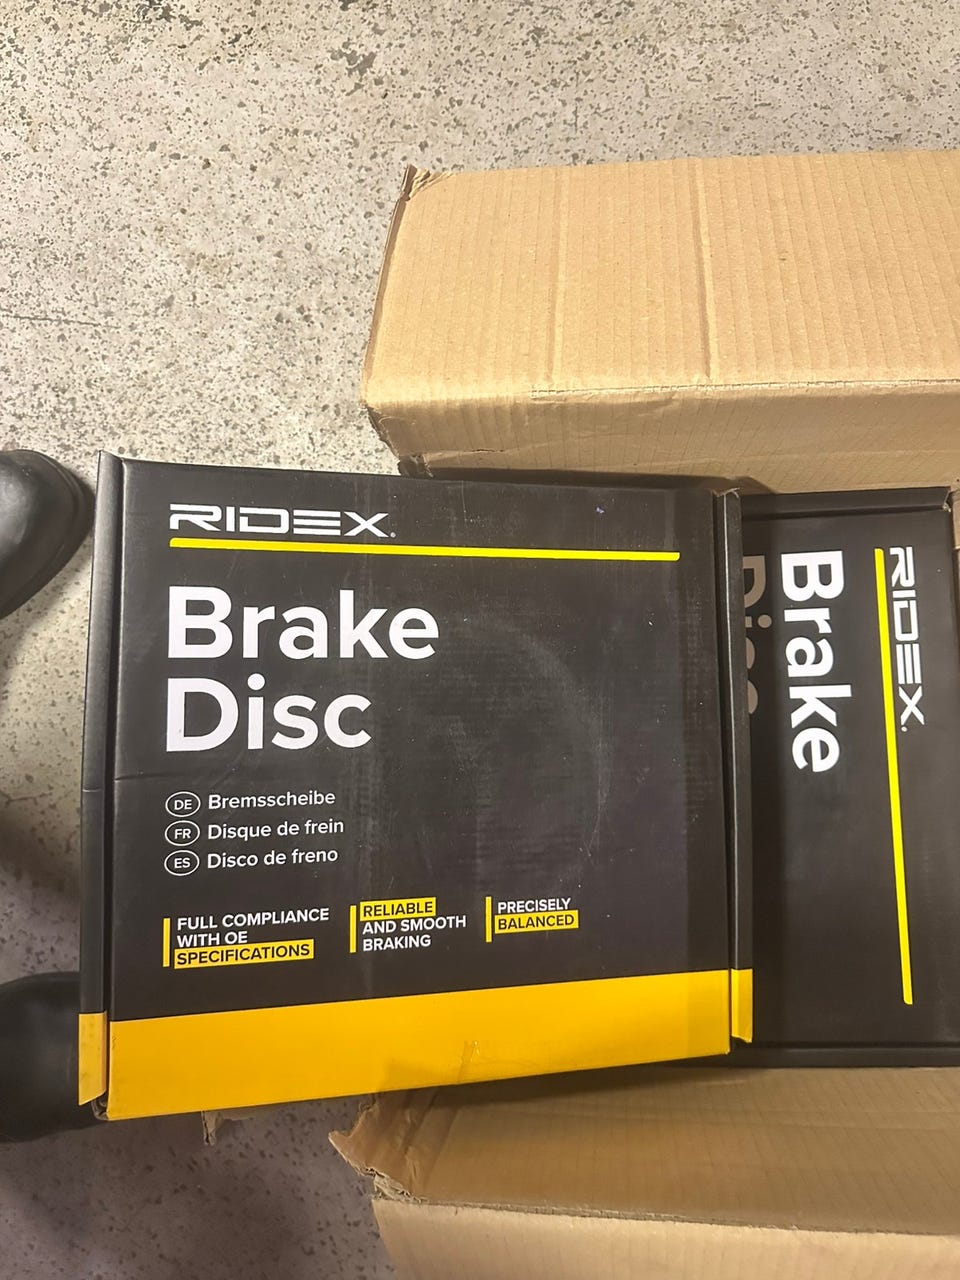 RIDEX
Brake
Disc
DE Bremsscheibe
FR Disque de frein
ES Disco de freno
FULL COMPLIANCE
WITH OE
SPECIFICATIONS
RELIABLE
AND SMOOTH
BRAKING
PRECISELY
BALANCED
RIDEX
Brake
Disc